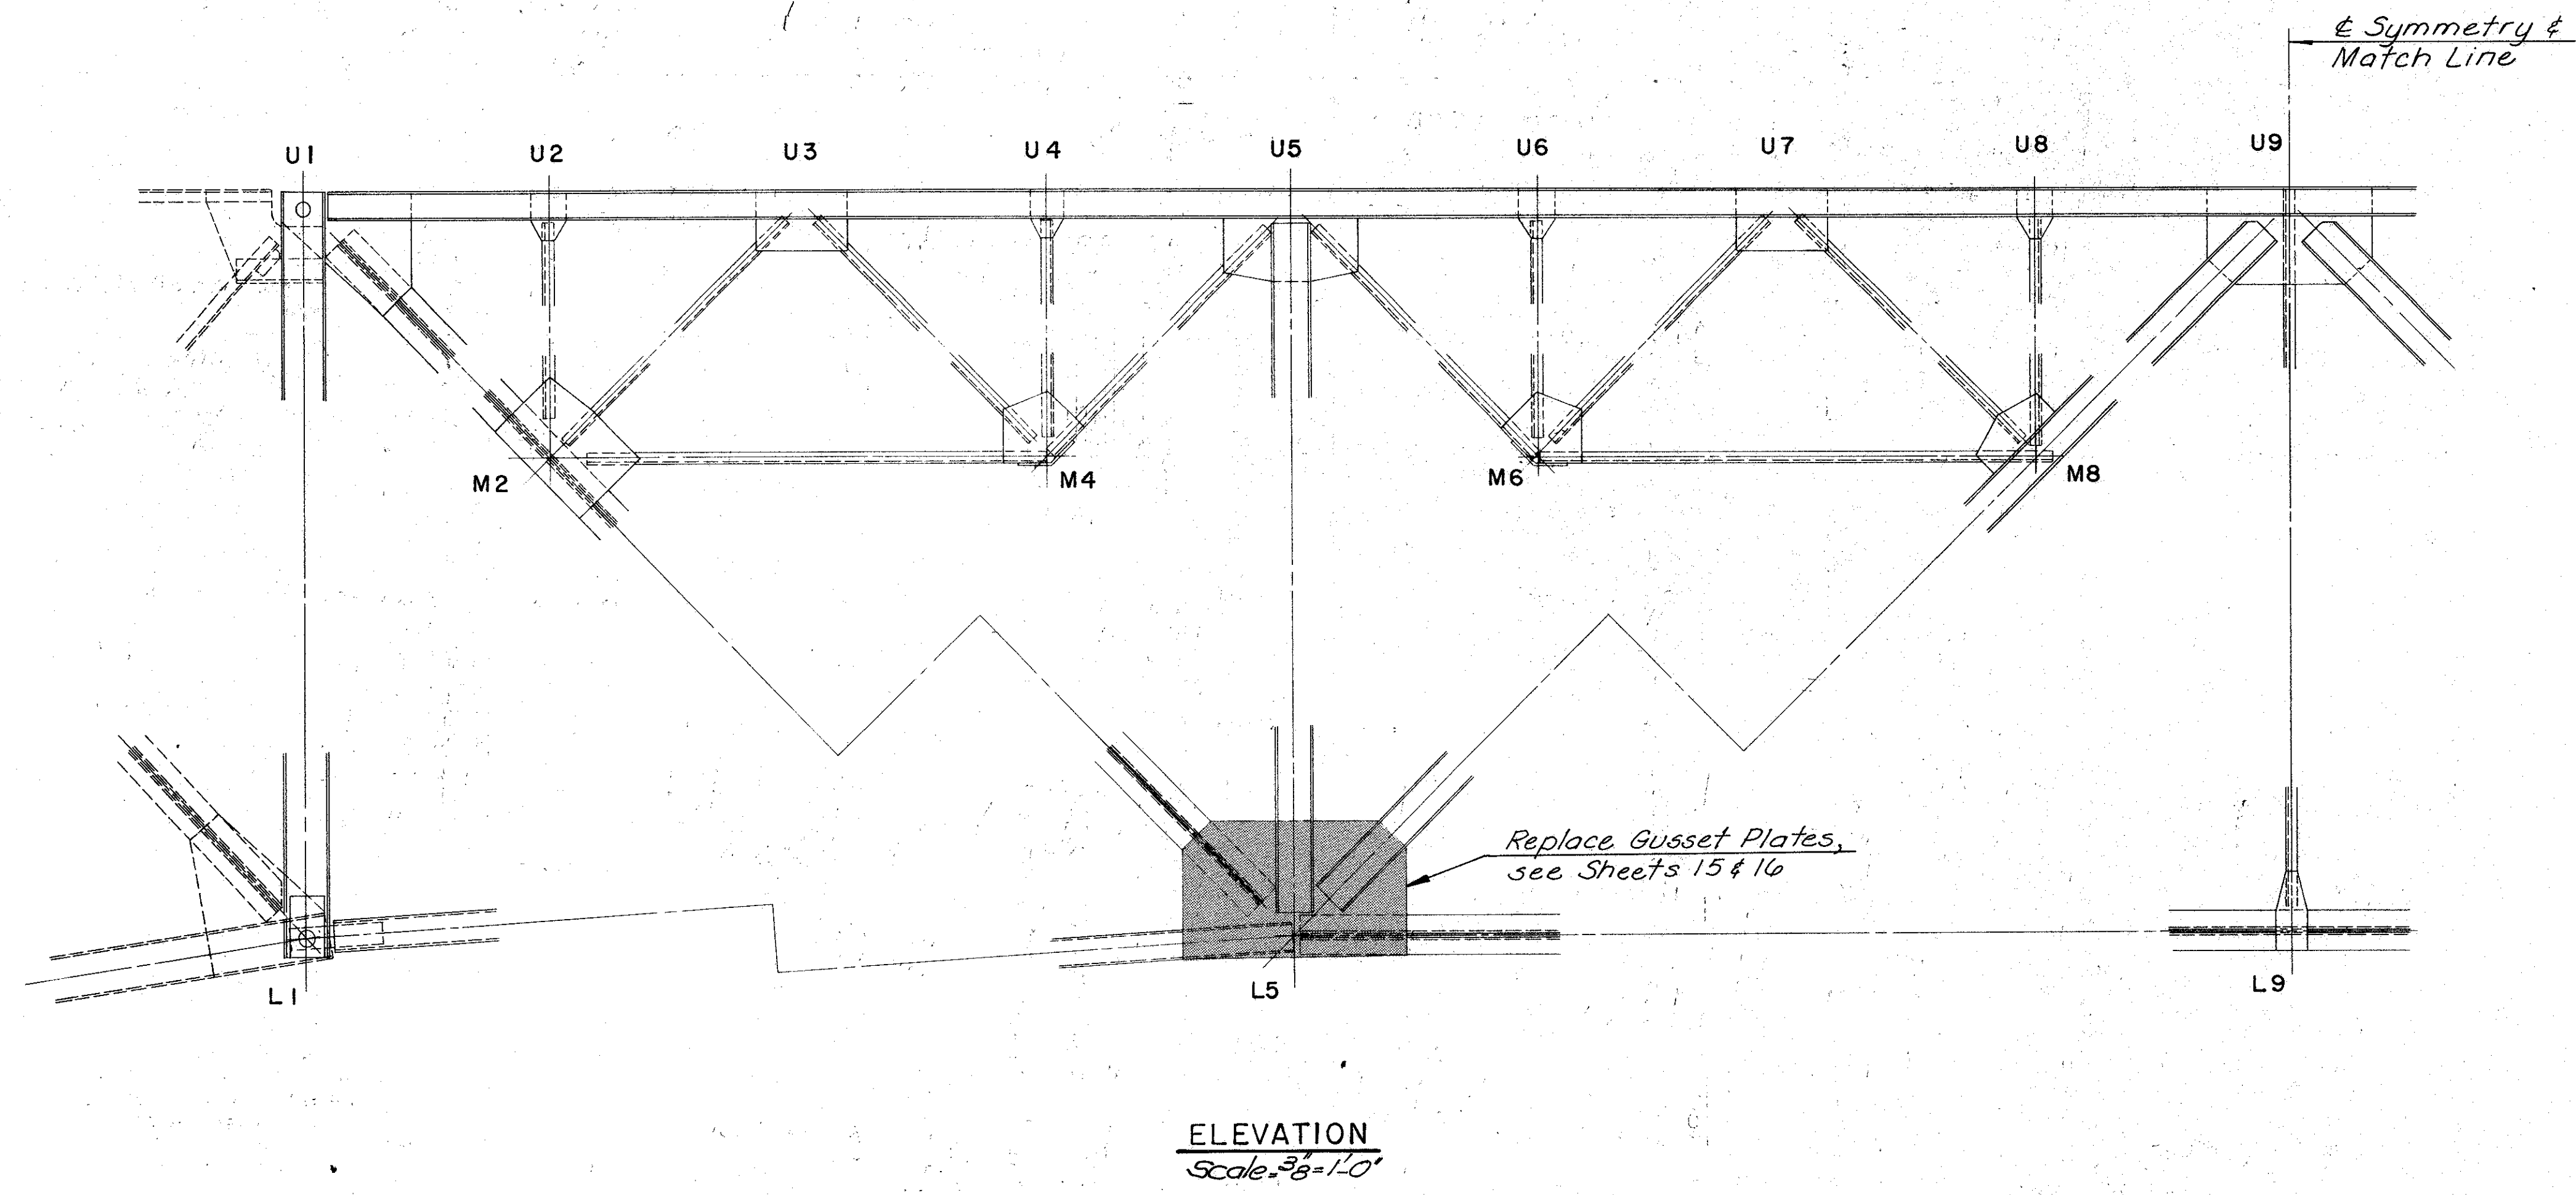 ℄ Symmetry &
Match Line
U1 U2 U3 U4 U5 U6 U7 U8 U9
M2 M4 M6 M8
Replace Gusset Plates,
see Sheets 15 & 16
L1 L5 L9
ELEVATION
Scale=3/8"=1'-0"